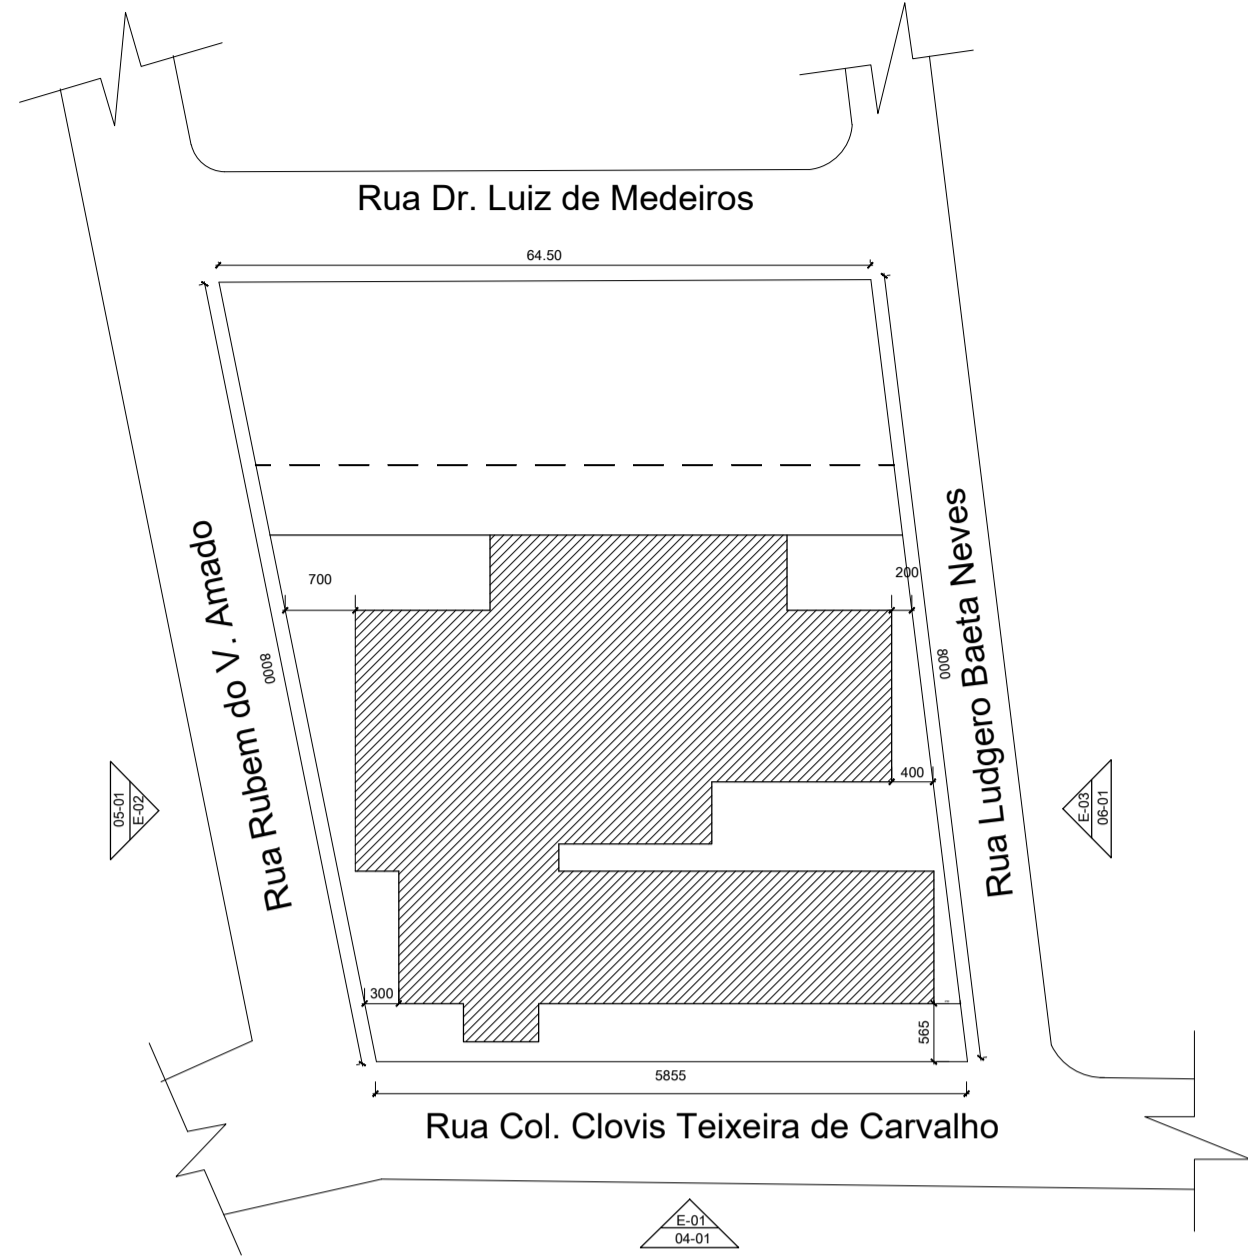 Rua Dr. Luiz de Medeiros
64.50
Rua Rubem do V. Amado
8000
700
200
8000
Rua Ludgero Baeta Neves
400
05-01
E-02
E-03
06-01
300
565
5855
Rua Col. Clovis Teixeira de Carvalho
E-01
04-01